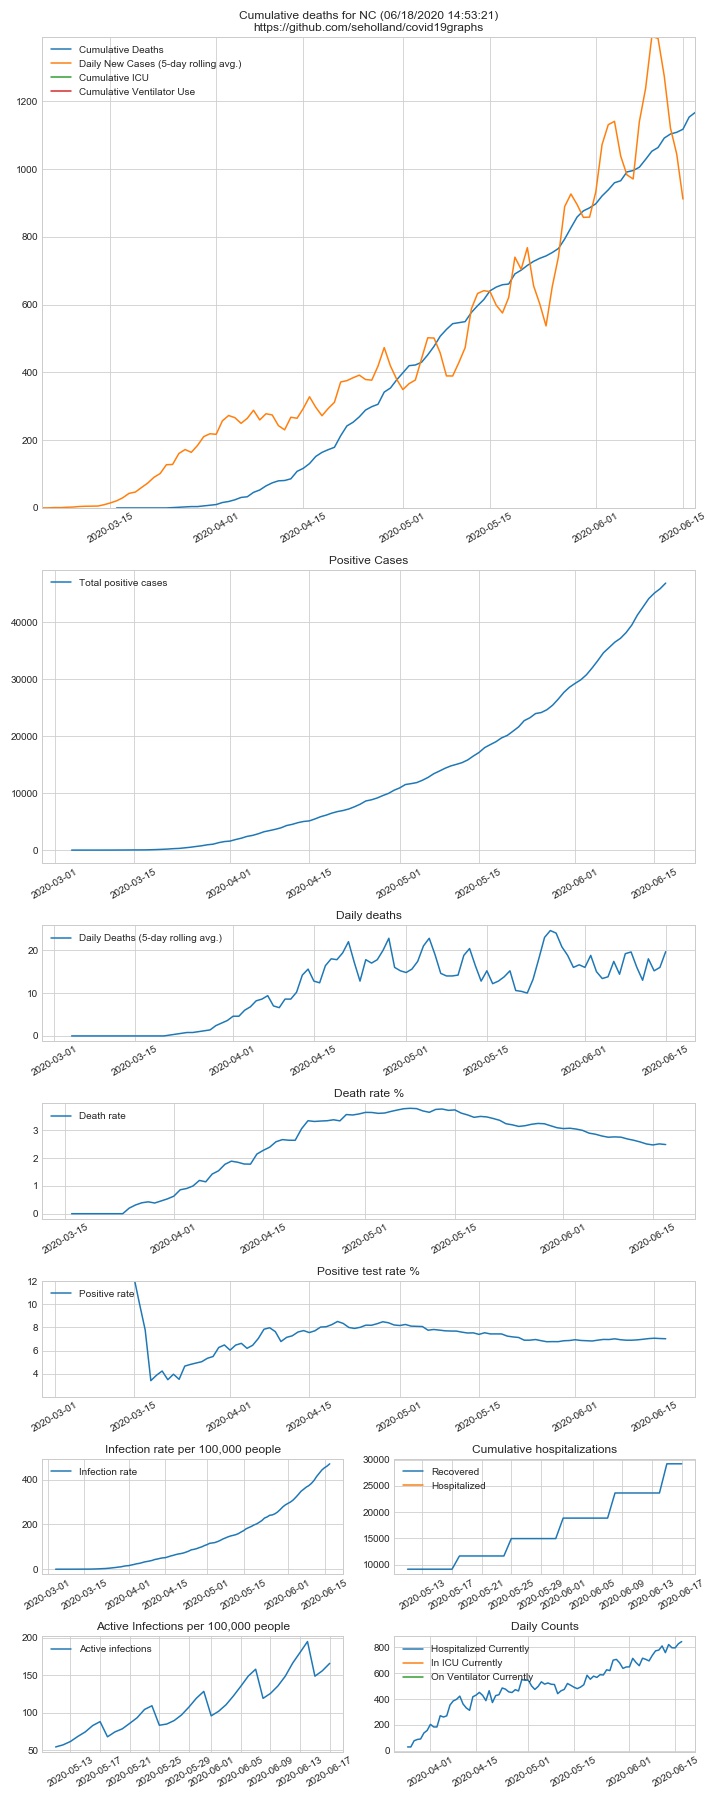 Cumulative deaths for NC (06/18/2020 14:53:21)
https://github.com/seholland/covid19graphs
Cumulative Deaths
Daily New Cases (5-day rolling avg.)
Cumulative ICU
Cumulative Ventilator Use
1200
1000
800
600
400
200
0
2020-03-15 2020-04-01 2020-04-15 2020-05-01 2020-05-15 2020-06-01 2020-06-15
Positive Cases
Total positive cases
40000
30000
20000
10000
0
2020-03-01 2020-03-15 2020-04-01 2020-04-15 2020-05-01 2020-05-15 2020-06-01 2020-06-15
Daily deaths
Daily Deaths (5-day rolling avg.)
20
10
0
2020-03-01 2020-03-15 2020-04-01 2020-04-15 2020-05-01 2020-05-15 2020-06-01 2020-06-15
Death rate %
Death rate
3
2
1
0
2020-03-15 2020-04-01 2020-04-15 2020-05-01 2020-05-15 2020-06-01 2020-06-15
Positive test rate %
12
Positive rate
10
8
6
4
2020-03-01 2020-03-15 2020-04-01 2020-04-15 2020-05-01 2020-05-15 2020-06-01 2020-06-15
Infection rate per 100,000 people
Infection rate
400
200
0
2020-03-01 2020-03-15 2020-04-01 2020-04-15 2020-05-01 2020-05-15 2020-06-01 2020-06-15
Cumulative hospitalizations
30000
Recovered
Hospitalized
25000
20000
15000
10000
2020-05-13 2020-05-17 2020-05-21 2020-05-25 2020-05-29 2020-06-01 2020-06-05 2020-06-09 2020-06-13 2020-06-17
Active Infections per 100,000 people
200
Active infections
150
100
50
2020-05-13 2020-05-17 2020-05-21 2020-05-25 2020-05-29 2020-06-01 2020-06-05 2020-06-09 2020-06-13 2020-06-17
Daily Counts
800
Hospitalized Currently
In ICU Currently
On Ventilator Currently
600
400
200
0
2020-04-01 2020-04-15 2020-05-01 2020-05-15 2020-06-01 2020-06-15